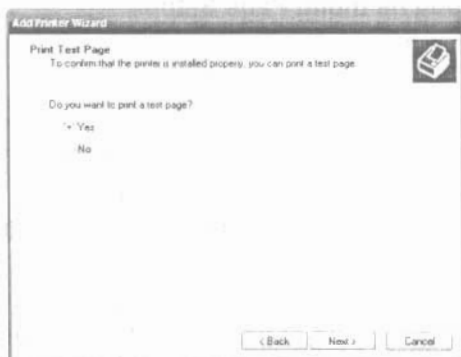 Add Printer Wizard
Print Test Page
To confirm that the printer is installed properly, you can print a test page.
Do you want to print a test page?
Yes
No
< Back Next > Cancel